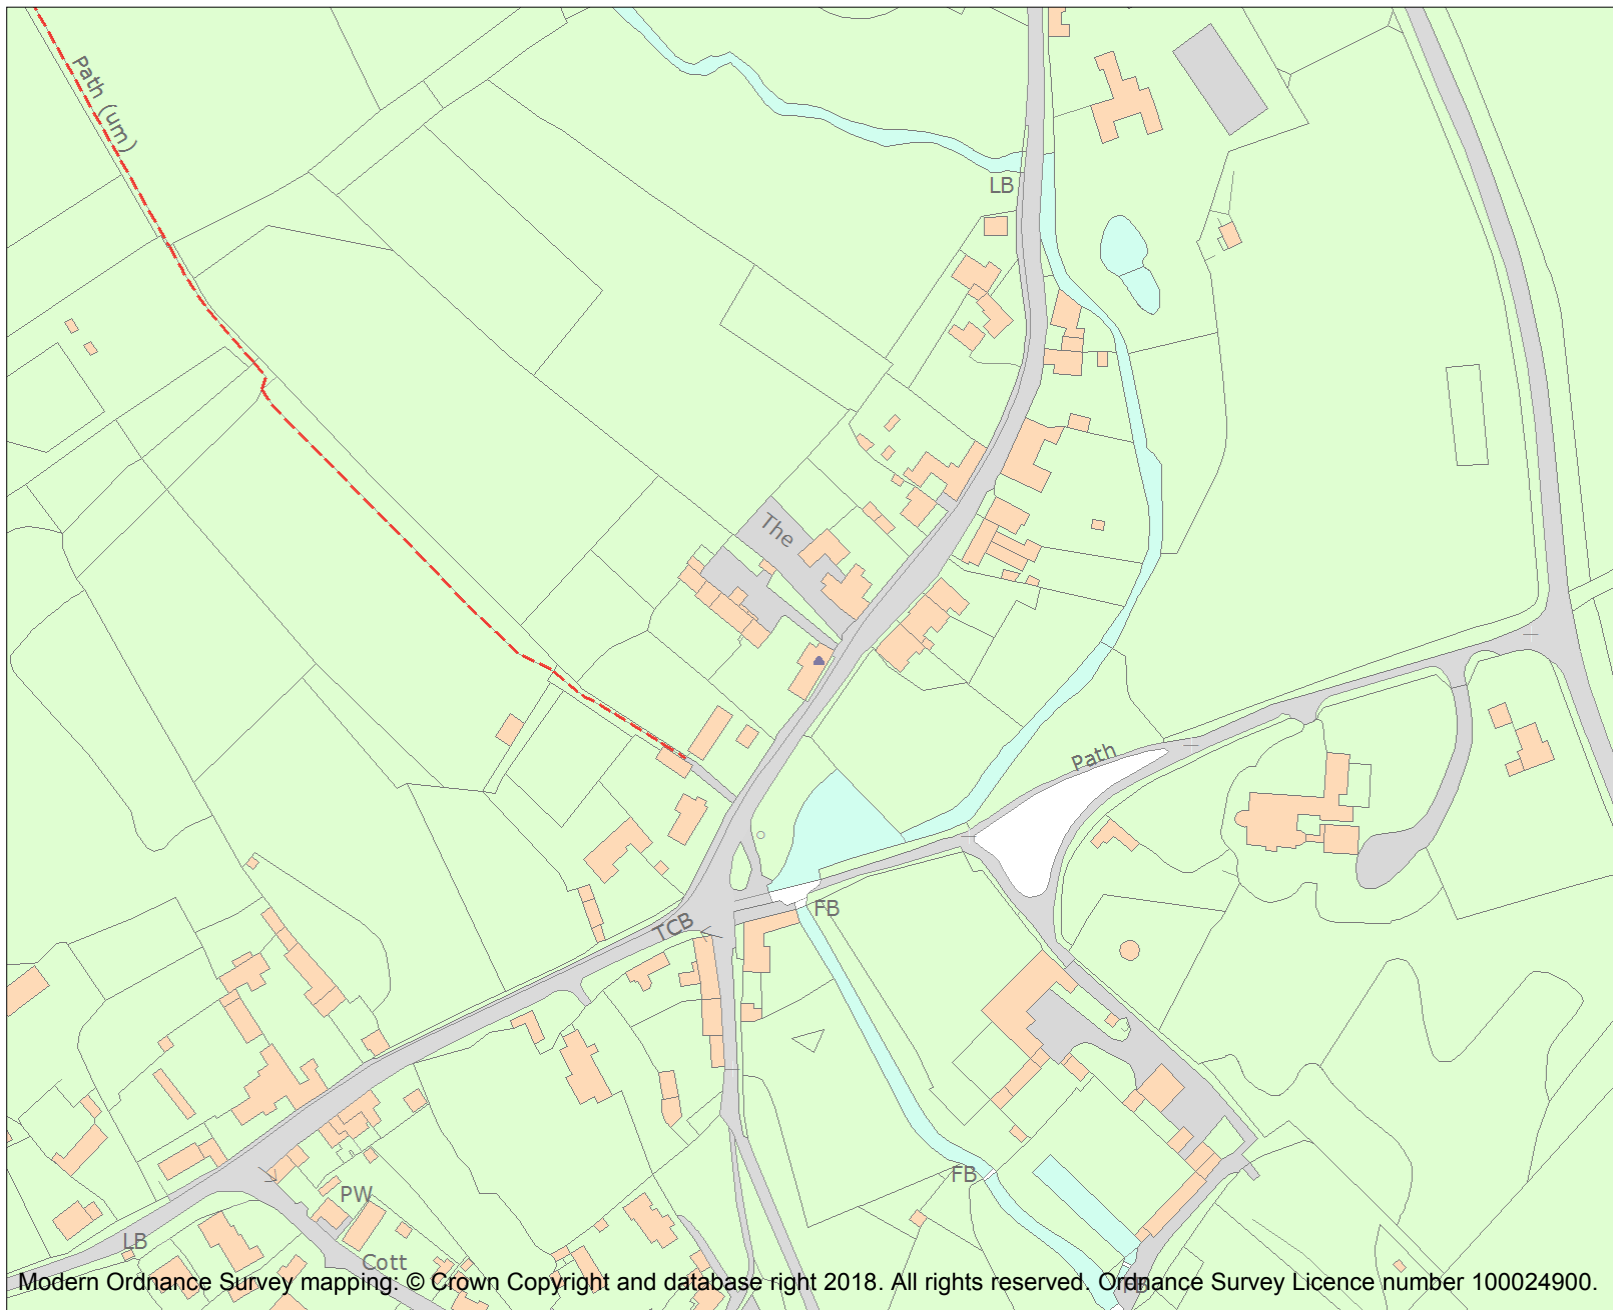 Path (um)
LB
The
Path
FB
TCB
FB
PW
LB
Cott
Modern Ordnance Survey mapping: © Crown Copyright and database right 2018. All rights reserved. Ordnance Survey Licence number 100024900.